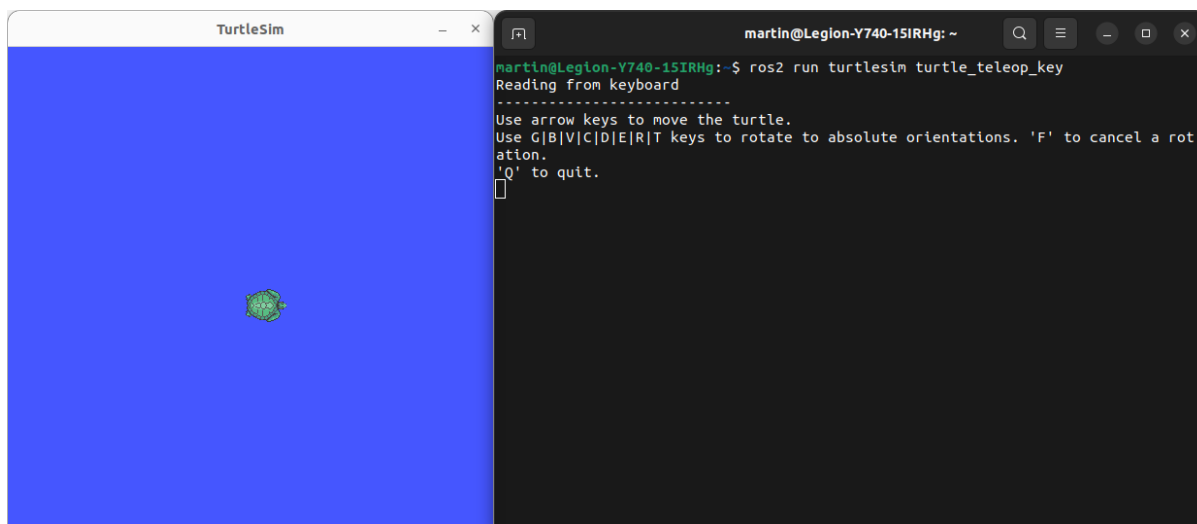 TurtleSim
martin@Legion-Y740-15IRHg: ~
martin@Legion-Y740-15IRHg:~$ ros2 run turtlesim turtle_teleop_key
Reading from keyboard
---------------------------
Use arrow keys to move the turtle.
Use G|B|V|C|D|E|R|T keys to rotate to absolute orientations. 'F' to cancel a rot
ation.
'Q' to quit.